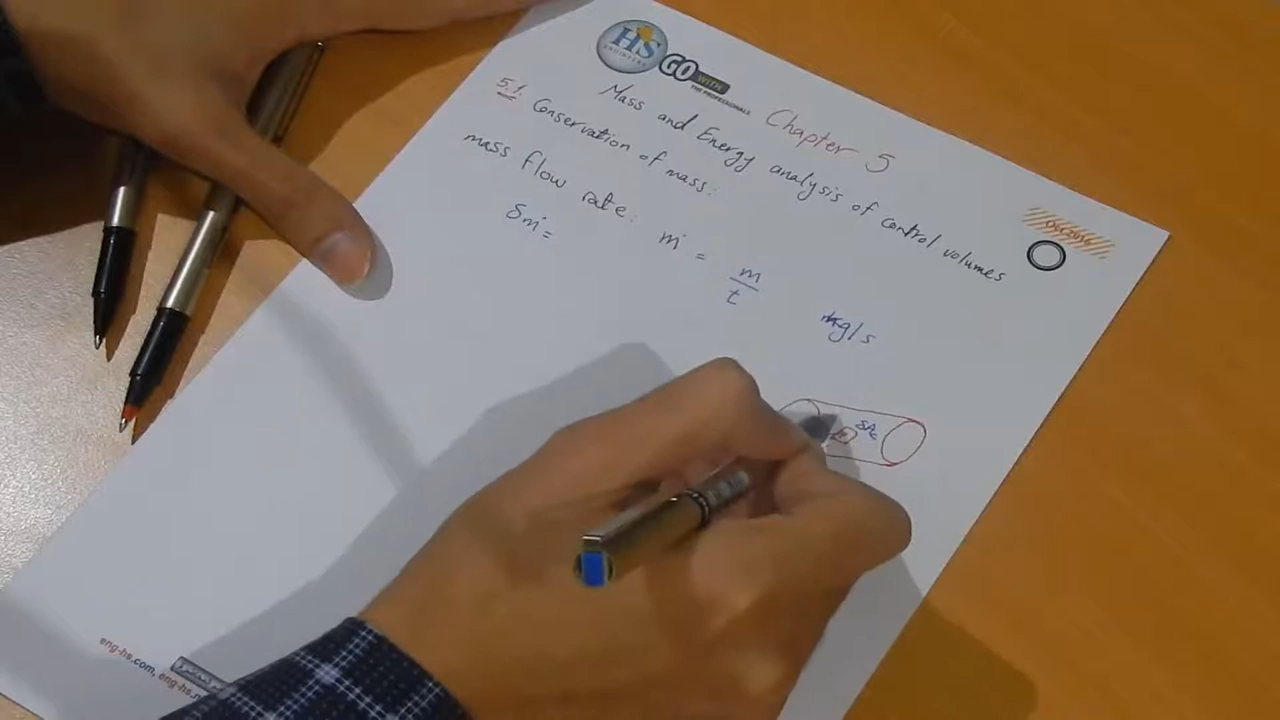 HS
ENGINEERS
GO WITH
THE PROFESSIONALS
Chapter 5
Mass and Energy analysis of control volumes
5.1. Conservation of mass:
mass flow rate: ṁ = m/t kg/s
δṁ =
δAc
eng-hs.com, eng-hs.n